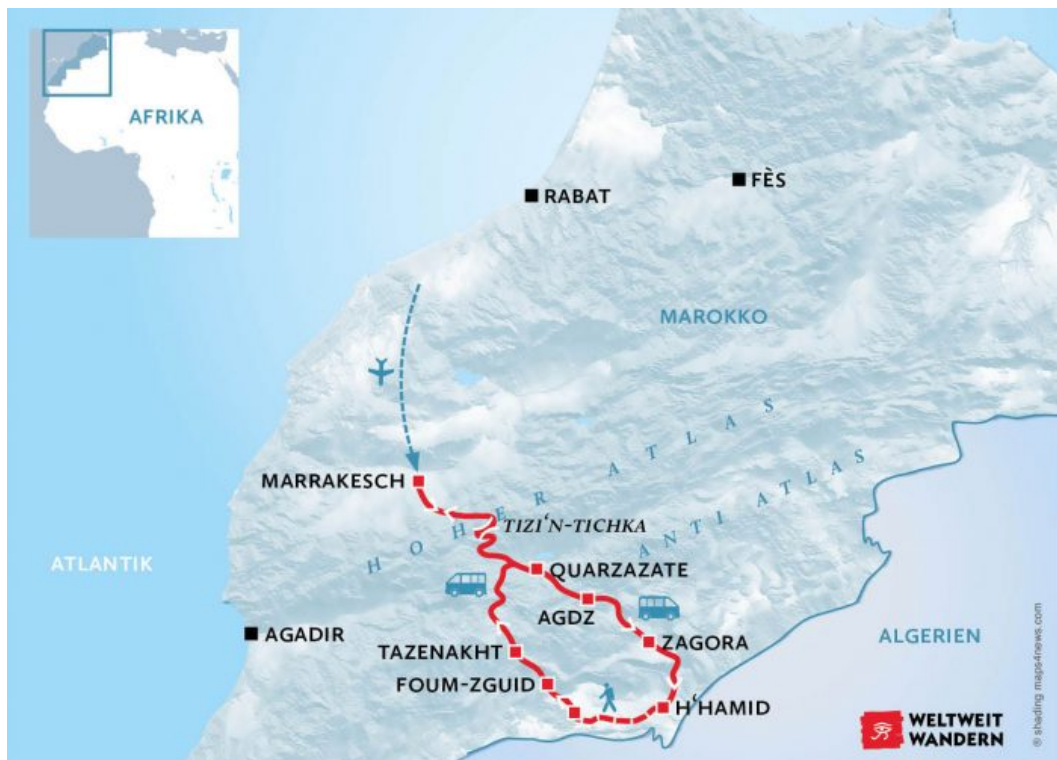 AFRIKA
RABAT
FÈS
MAROKKO
HOHER ATLAS
ANTI ATLAS
MARRAKESCH
TIZI'N-TICHKA
ATLANTIK
QUARZAZATE
AGDZ
AGADIR
ZAGORA
ALGERIEN
TAZENAKHT
FOUM-ZGUID
H'HAMID
WELTWEIT
WANDERN
© shading maps4news.com